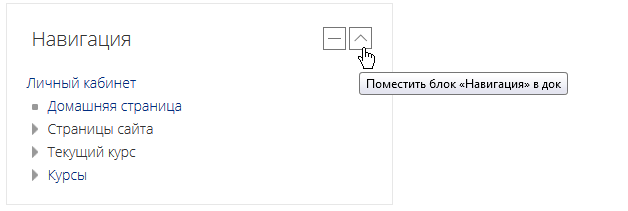 Навигация
Личный кабинет
Домашняя страница
Страницы сайта
Текущий курс
Курсы
Поместить блок «Навигация» в док